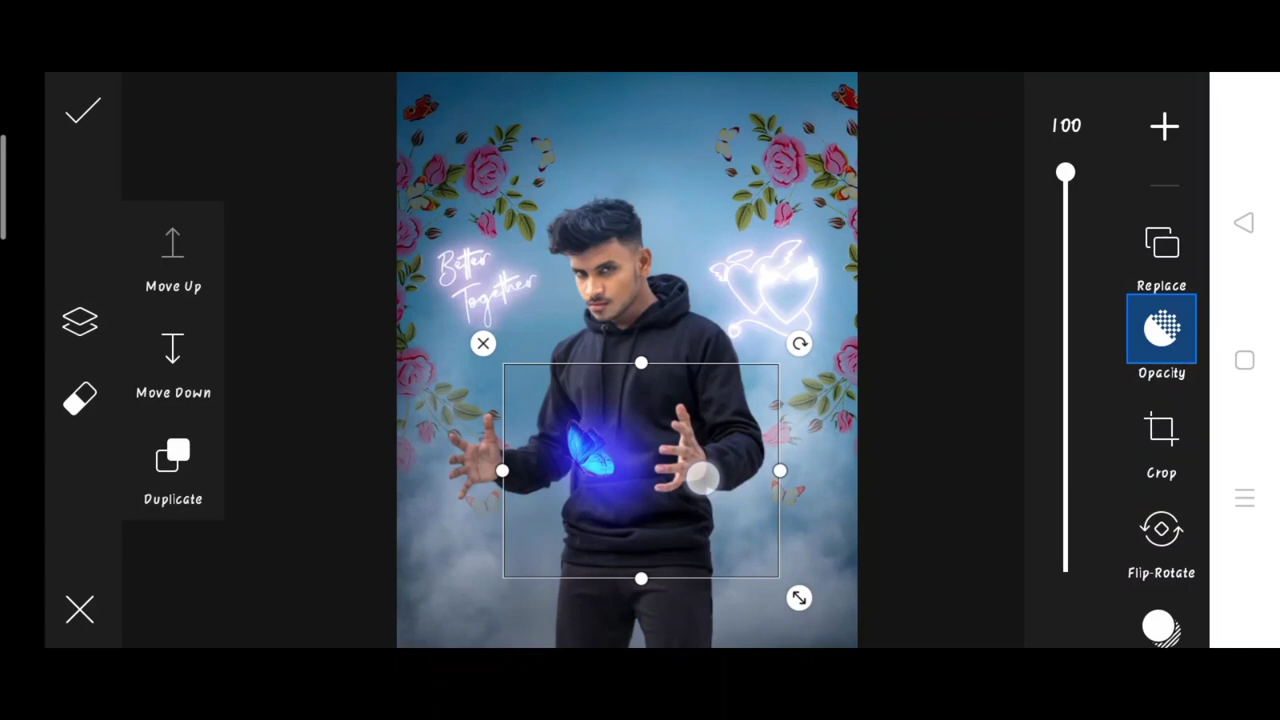 100
Move Up
Replace
Better
Together
Opacity
Move Down
Crop
Duplicate
Flip-Rotate